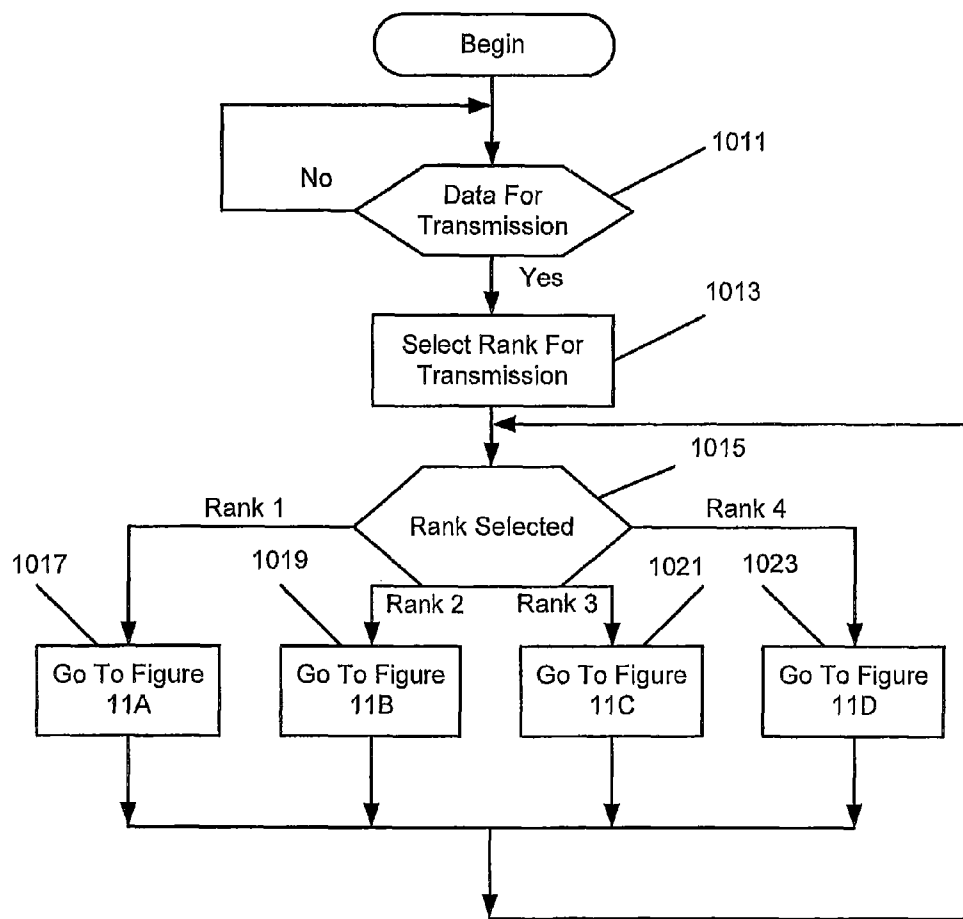 Begin
1011
No
Data For
Transmission
Yes
1013
Select Rank For
Transmission
1015
Rank 1
Rank Selected
Rank 4
1017
1019
1021
1023
Rank 2
Rank 3
Go To Figure
11A
Go To Figure
11B
Go To Figure
11C
Go To Figure
11D